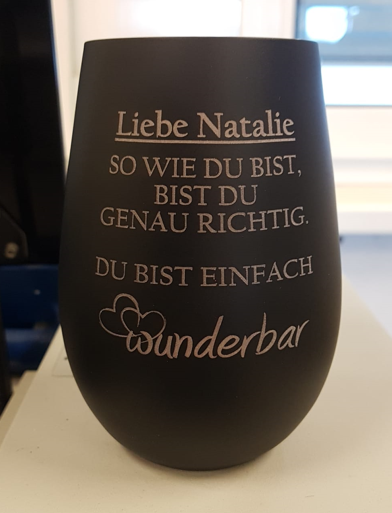 Liebe Natalie
SO WIE DU BIST,
BIST DU
GENAU RICHTIG.
DU BIST EINFACH
wunderbar